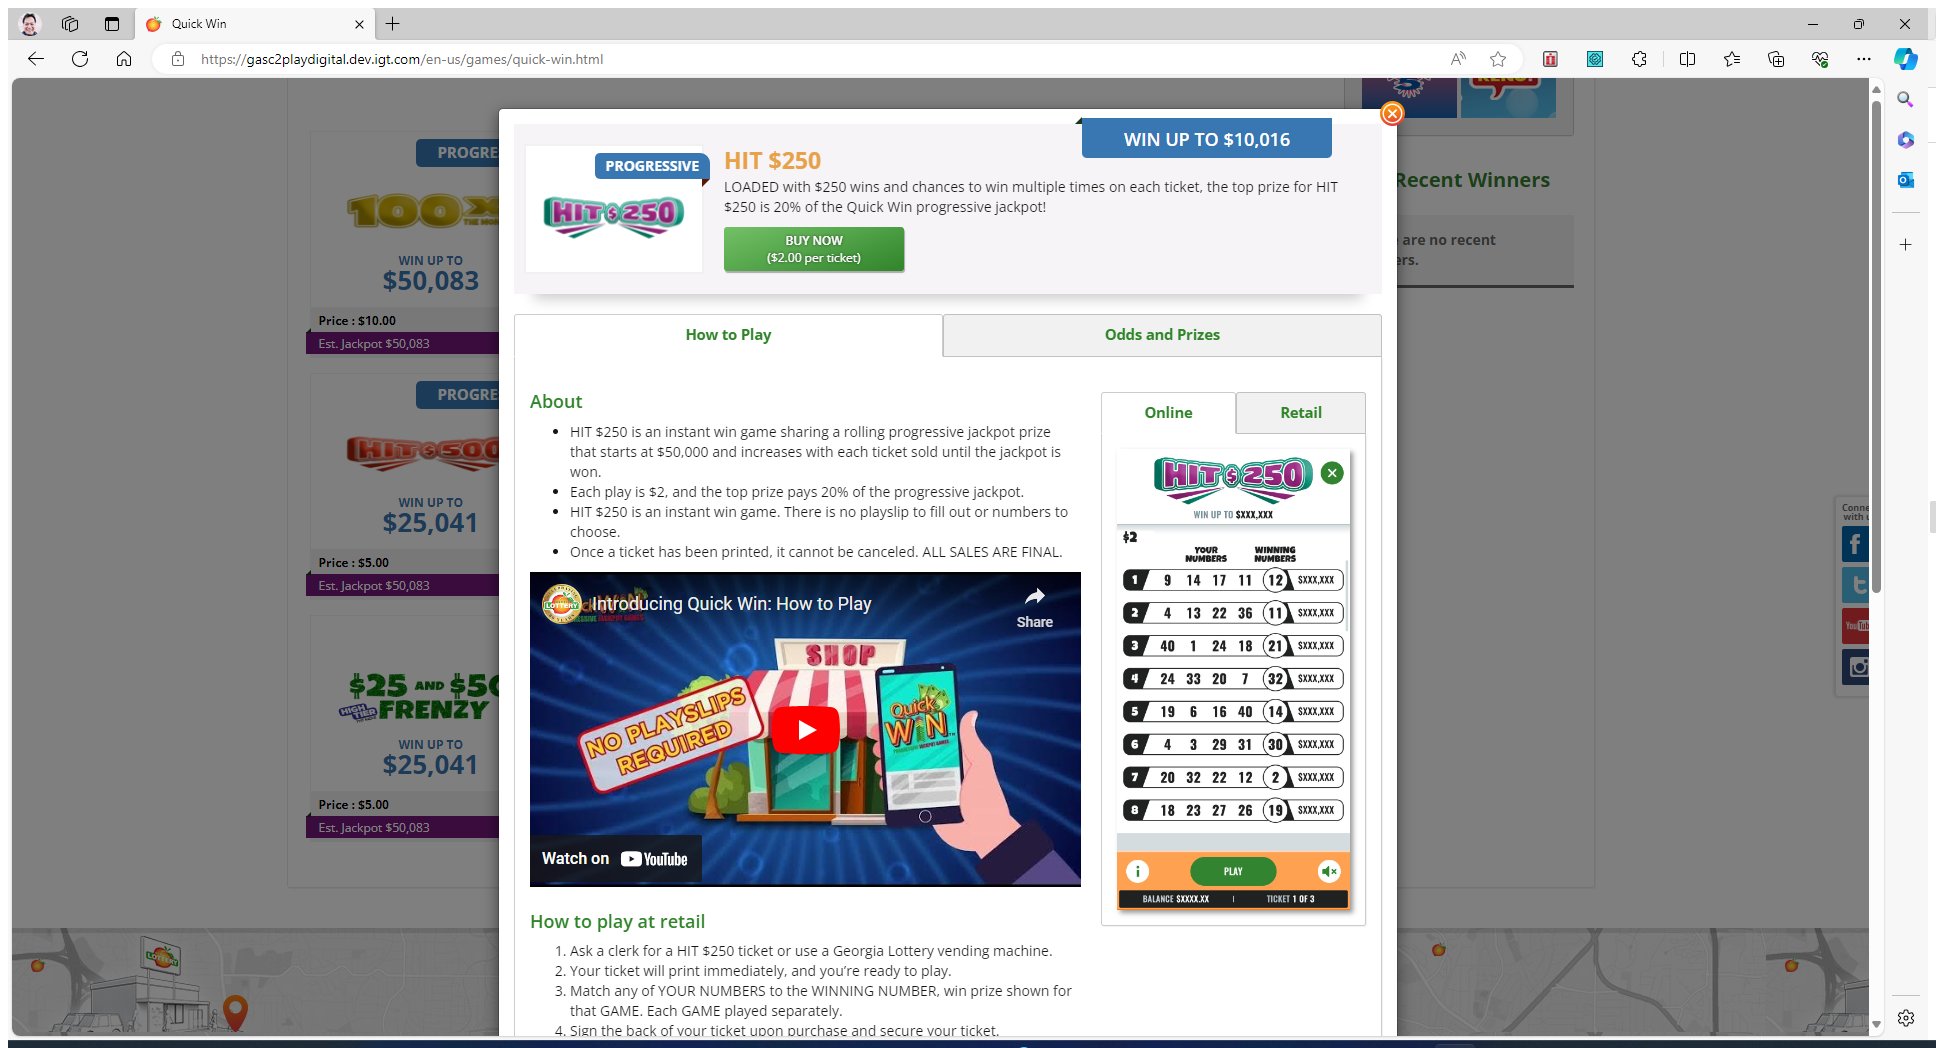 Quick Win
https://gasc2playdigital.dev.igt.com/en-us/games/quick-win.html
PROGRE
100X
THE MON
WIN UP TO
$50,083
Price : $10.00
Est. Jackpot $50,083
PROGRE
HIT $ 500
WIN UP TO
$25,041
Price : $5.00
Est. Jackpot $50,083
$25 AND $50
HIGH TIER FRENZY
WIN UP TO
$25,041
Price : $5.00
Est. Jackpot $50,083
LOTTERY
WIN UP TO $10,016
PROGRESSIVE
HIT $ 250
HIT $250
LOADED with $250 wins and chances to win multiple times on each ticket, the top prize for HIT
$250 is 20% of the Quick Win progressive jackpot!
BUY NOW
($2.00 per ticket)
How to Play
Odds and Prizes
About
• HIT $250 is an instant win game sharing a rolling progressive jackpot prize
that starts at $50,000 and increases with each ticket sold until the jackpot is
won.
• Each play is $2, and the top prize pays 20% of the progressive jackpot.
• HIT $250 is an instant win game. There is no playslip to fill out or numbers to
choose.
• Once a ticket has been printed, it cannot be canceled. ALL SALES ARE FINAL.
LOTTERY
Introducing Quick Win: How to Play
Share
SHOP
NO PLAYSLIPS
REQUIRED
Quick
WIN
Watch on YouTube
How to play at retail
1. Ask a clerk for a HIT $250 ticket or use a Georgia Lottery vending machine.
2. Your ticket will print immediately, and you’re ready to play.
3. Match any of YOUR NUMBERS to the WINNING NUMBER, win prize shown for
that GAME. Each GAME played separately.
4. Sign the back of your ticket upon purchase and secure your ticket.
Online
Retail
HIT $ 250
WIN UP TO $XXX,XXX
$2
YOUR NUMBERS WINNING NUMBERS
1 9 14 17 11 12 $XXX,XXX
2 4 13 22 36 11 $XXX,XXX
3 40 1 24 18 21 $XXX,XXX
4 24 33 20 7 32 $XXX,XXX
5 19 6 16 40 14 $XXX,XXX
6 4 3 29 31 30 $XXX,XXX
7 20 32 22 12 2 $XXX,XXX
8 18 23 27 26 19 $XXX,XXX
PLAY
BALANCE $XXXX.XX | TICKET 1 OF 3
Recent Winners
are no recent
ers.
Conne
with u
YouTub